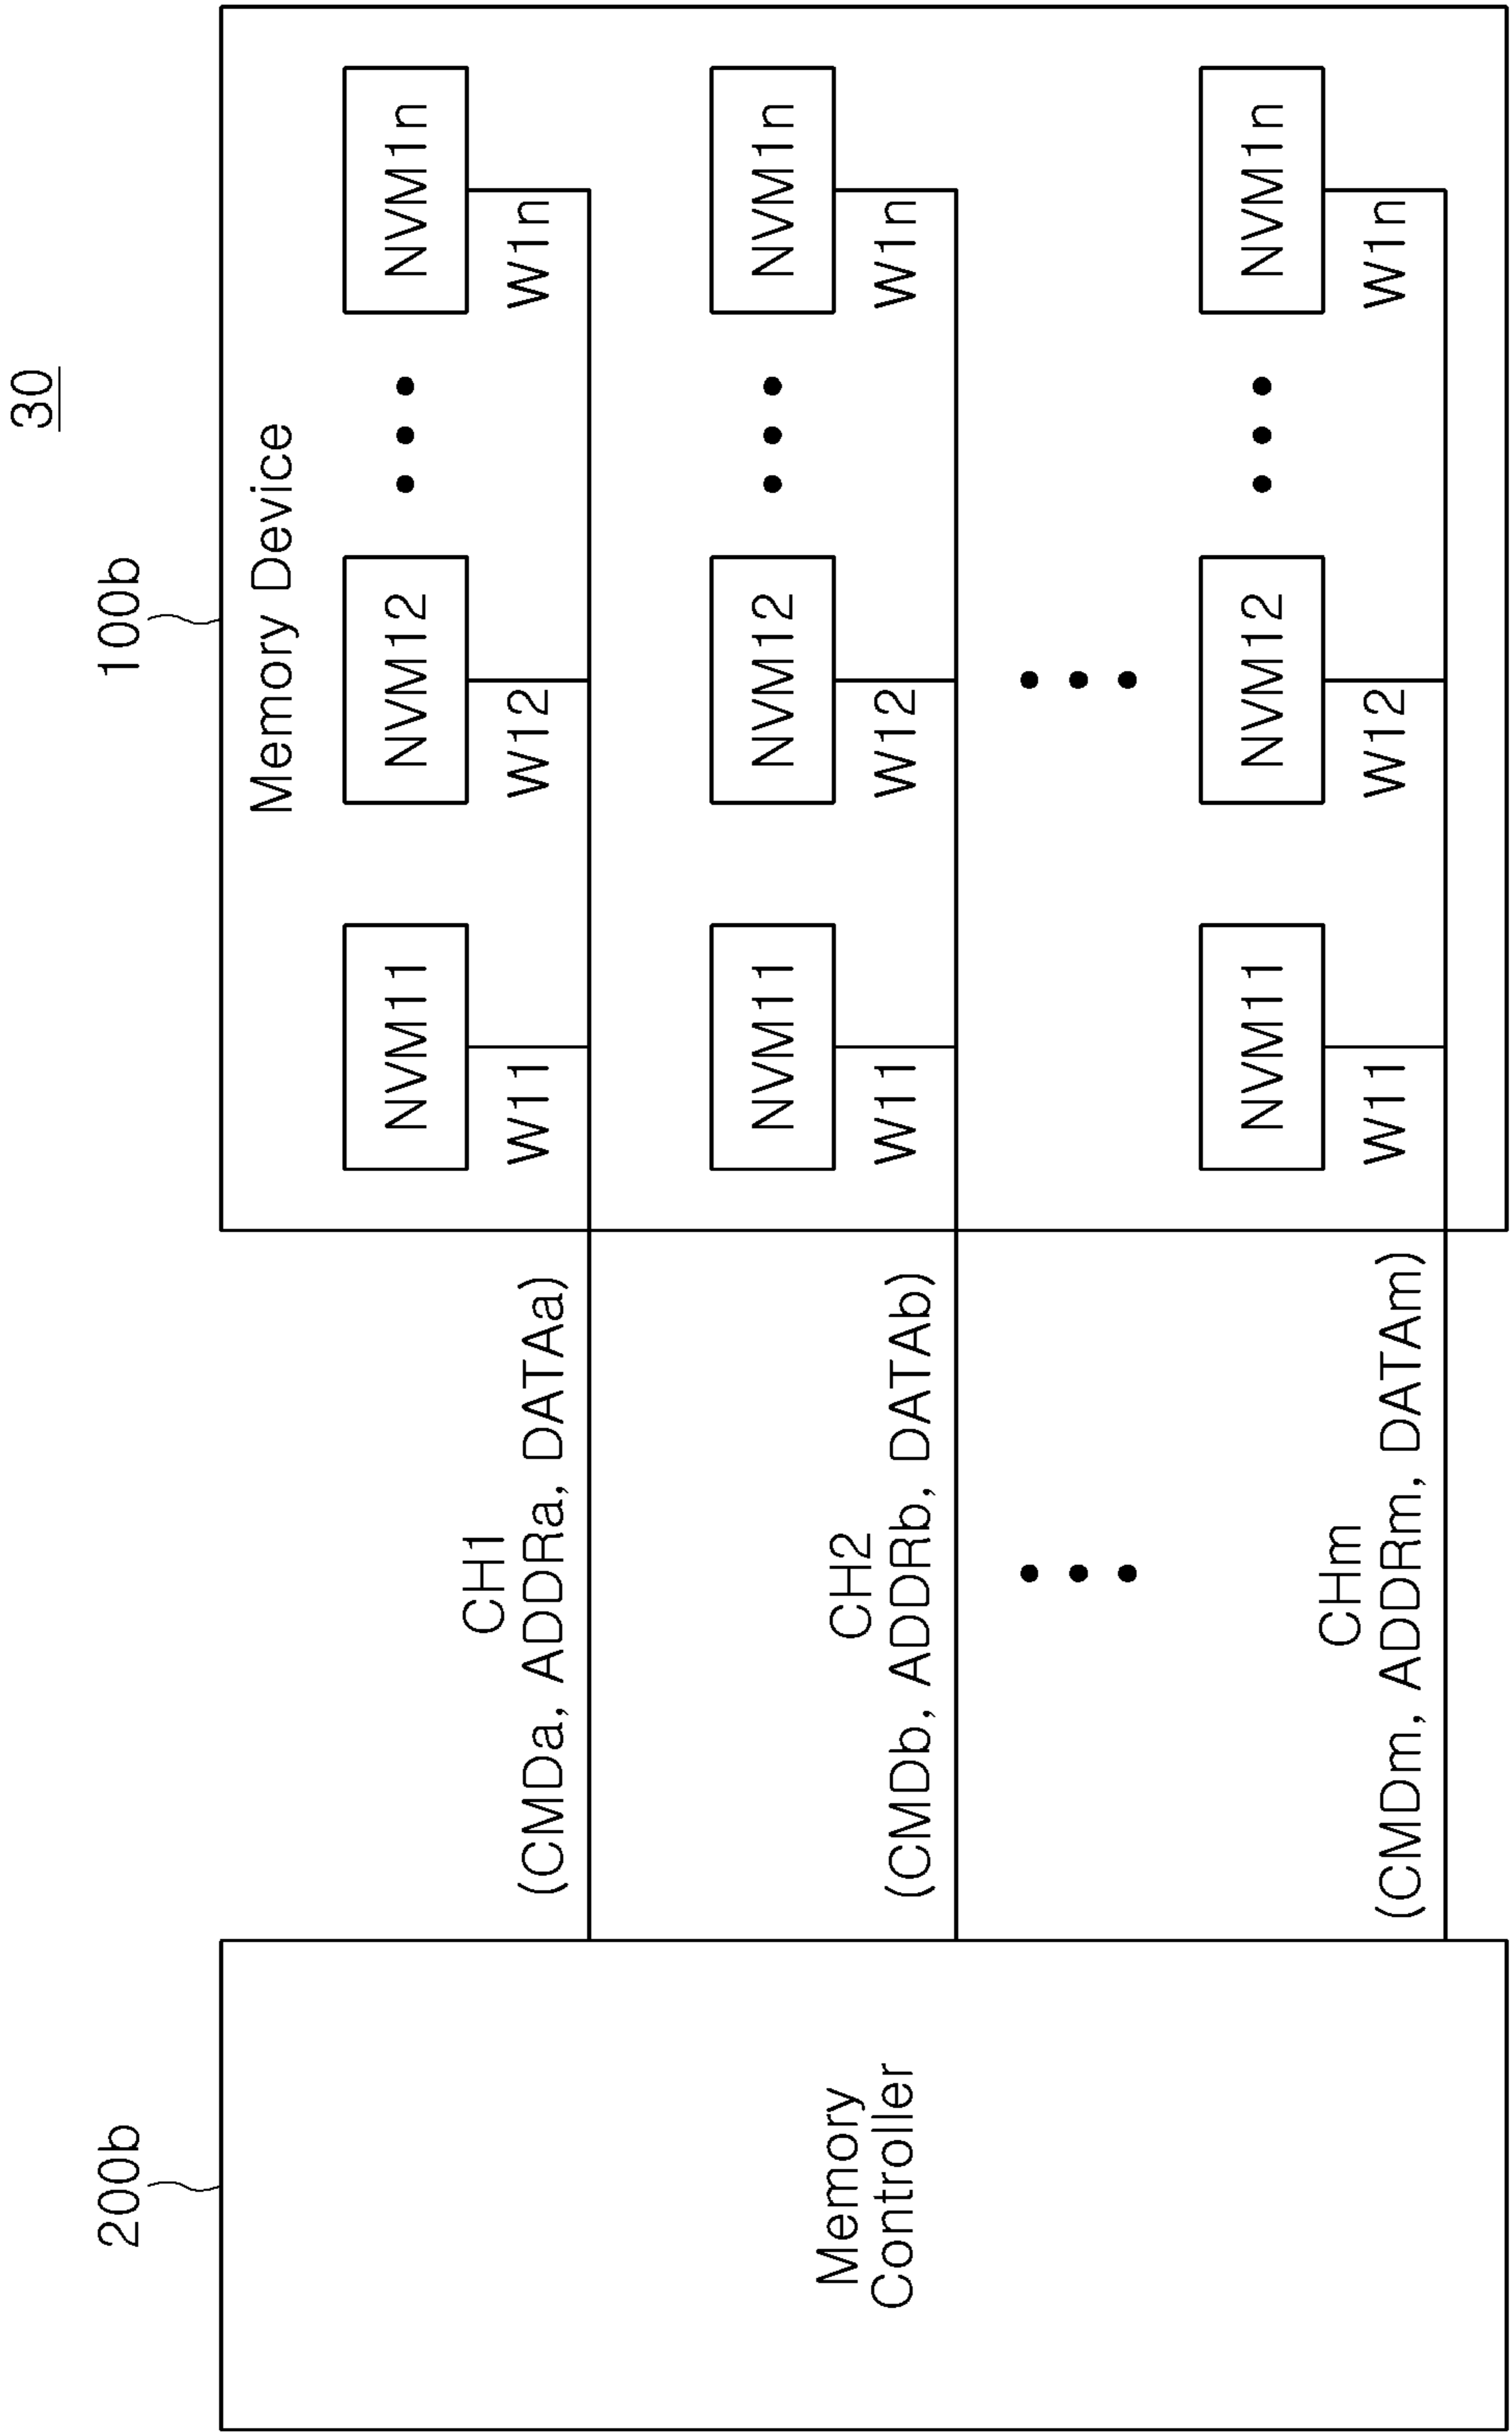 30
200b
100b
Memory Device
NVM11
NVM12
NVM1n
CH1
W11
W12
W1n
(CMDa, ADDRa, DATAa)
NVM11
NVM12
NVM1n
Memory
Controller
CH2
W11
W12
W1n
(CMDb, ADDRb, DATAb)
NVM11
NVM12
NVM1n
CHm
W11
W12
W1n
(CMDm, ADDRm, DATAm)